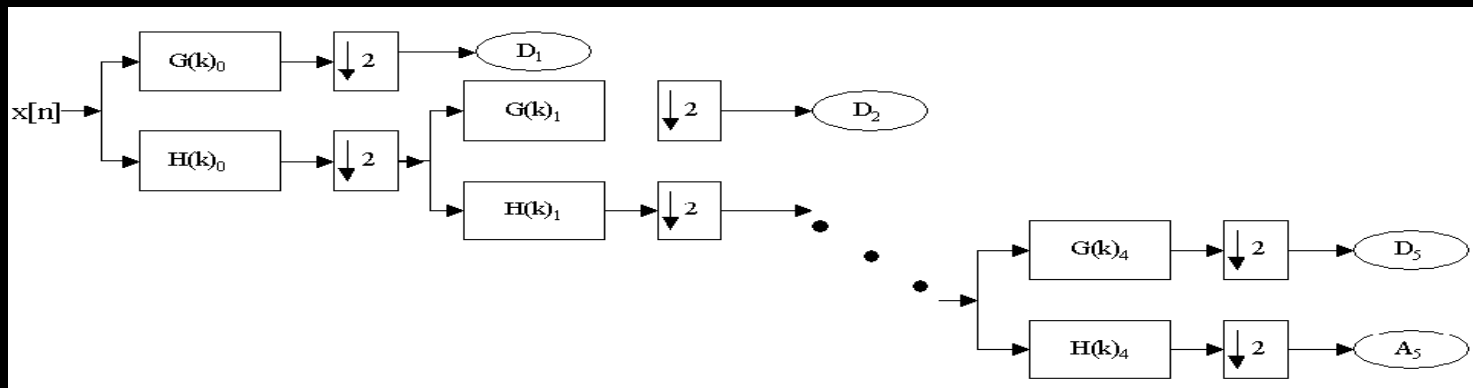 G(k)₀ 2 D₁
x[n]
H(k)₀ 2
G(k)₁ 2 D₂
H(k)₁ 2
G(k)₄ 2 D₅
H(k)₄ 2 A₅